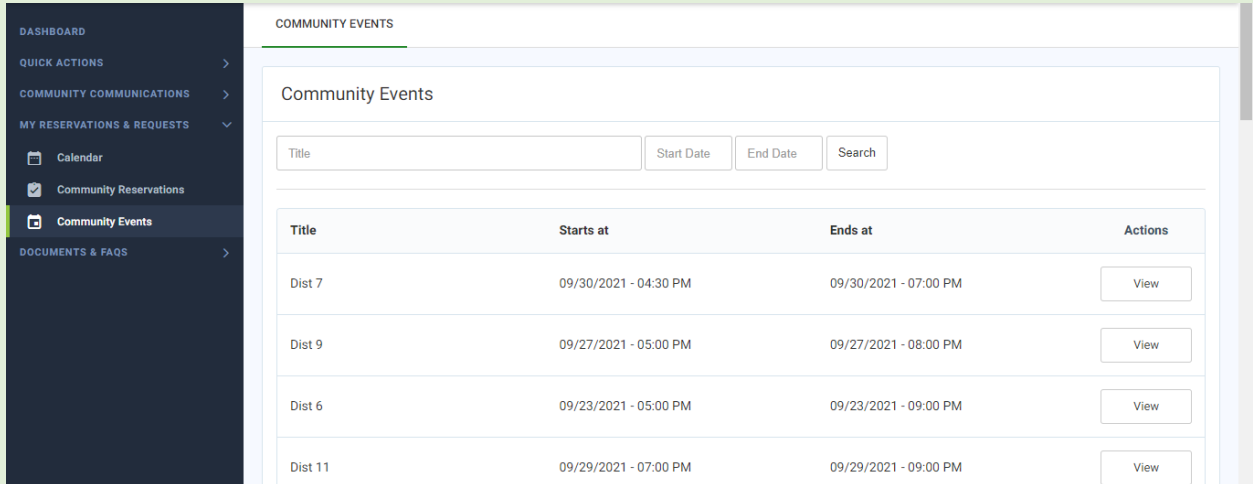 DASHBOARD
QUICK ACTIONS
COMMUNITY COMMUNICATIONS
MY RESERVATIONS & REQUESTS
Calendar
Community Reservations
Community Events
DOCUMENTS & FAQS
COMMUNITY EVENTS
Community Events
Title Start Date End Date Search
Title Starts at Ends at Actions
Dist 7 09/30/2021 - 04:30 PM 09/30/2021 - 07:00 PM View
Dist 9 09/27/2021 - 05:00 PM 09/27/2021 - 08:00 PM View
Dist 6 09/23/2021 - 05:00 PM 09/23/2021 - 09:00 PM View
Dist 11 09/29/2021 - 07:00 PM 09/29/2021 - 09:00 PM View